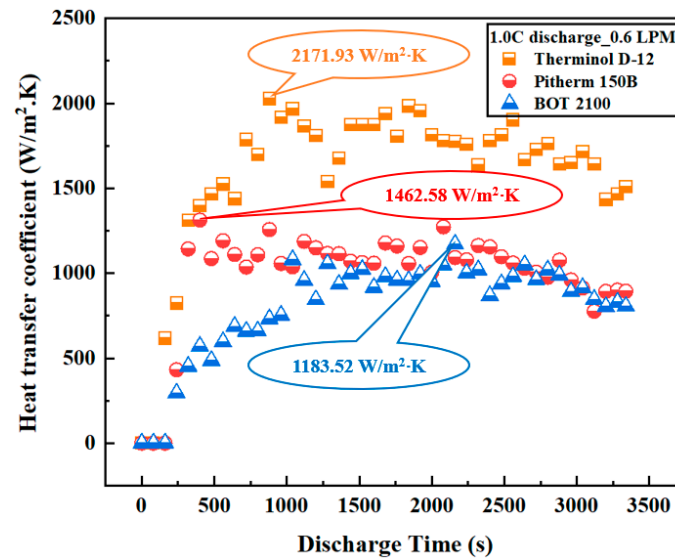 1.0C discharge_0.6 LPM
Therminol D-12
Pitherm 150B
BOT 2100
2171.93 W/m²·K
1462.58 W/m²·K
1183.52 W/m²·K
Heat transfer coefficient (W/m².K)
2500
2000
1500
1000
500
0
0 500 1000 1500 2000 2500 3000 3500
Discharge Time (s)